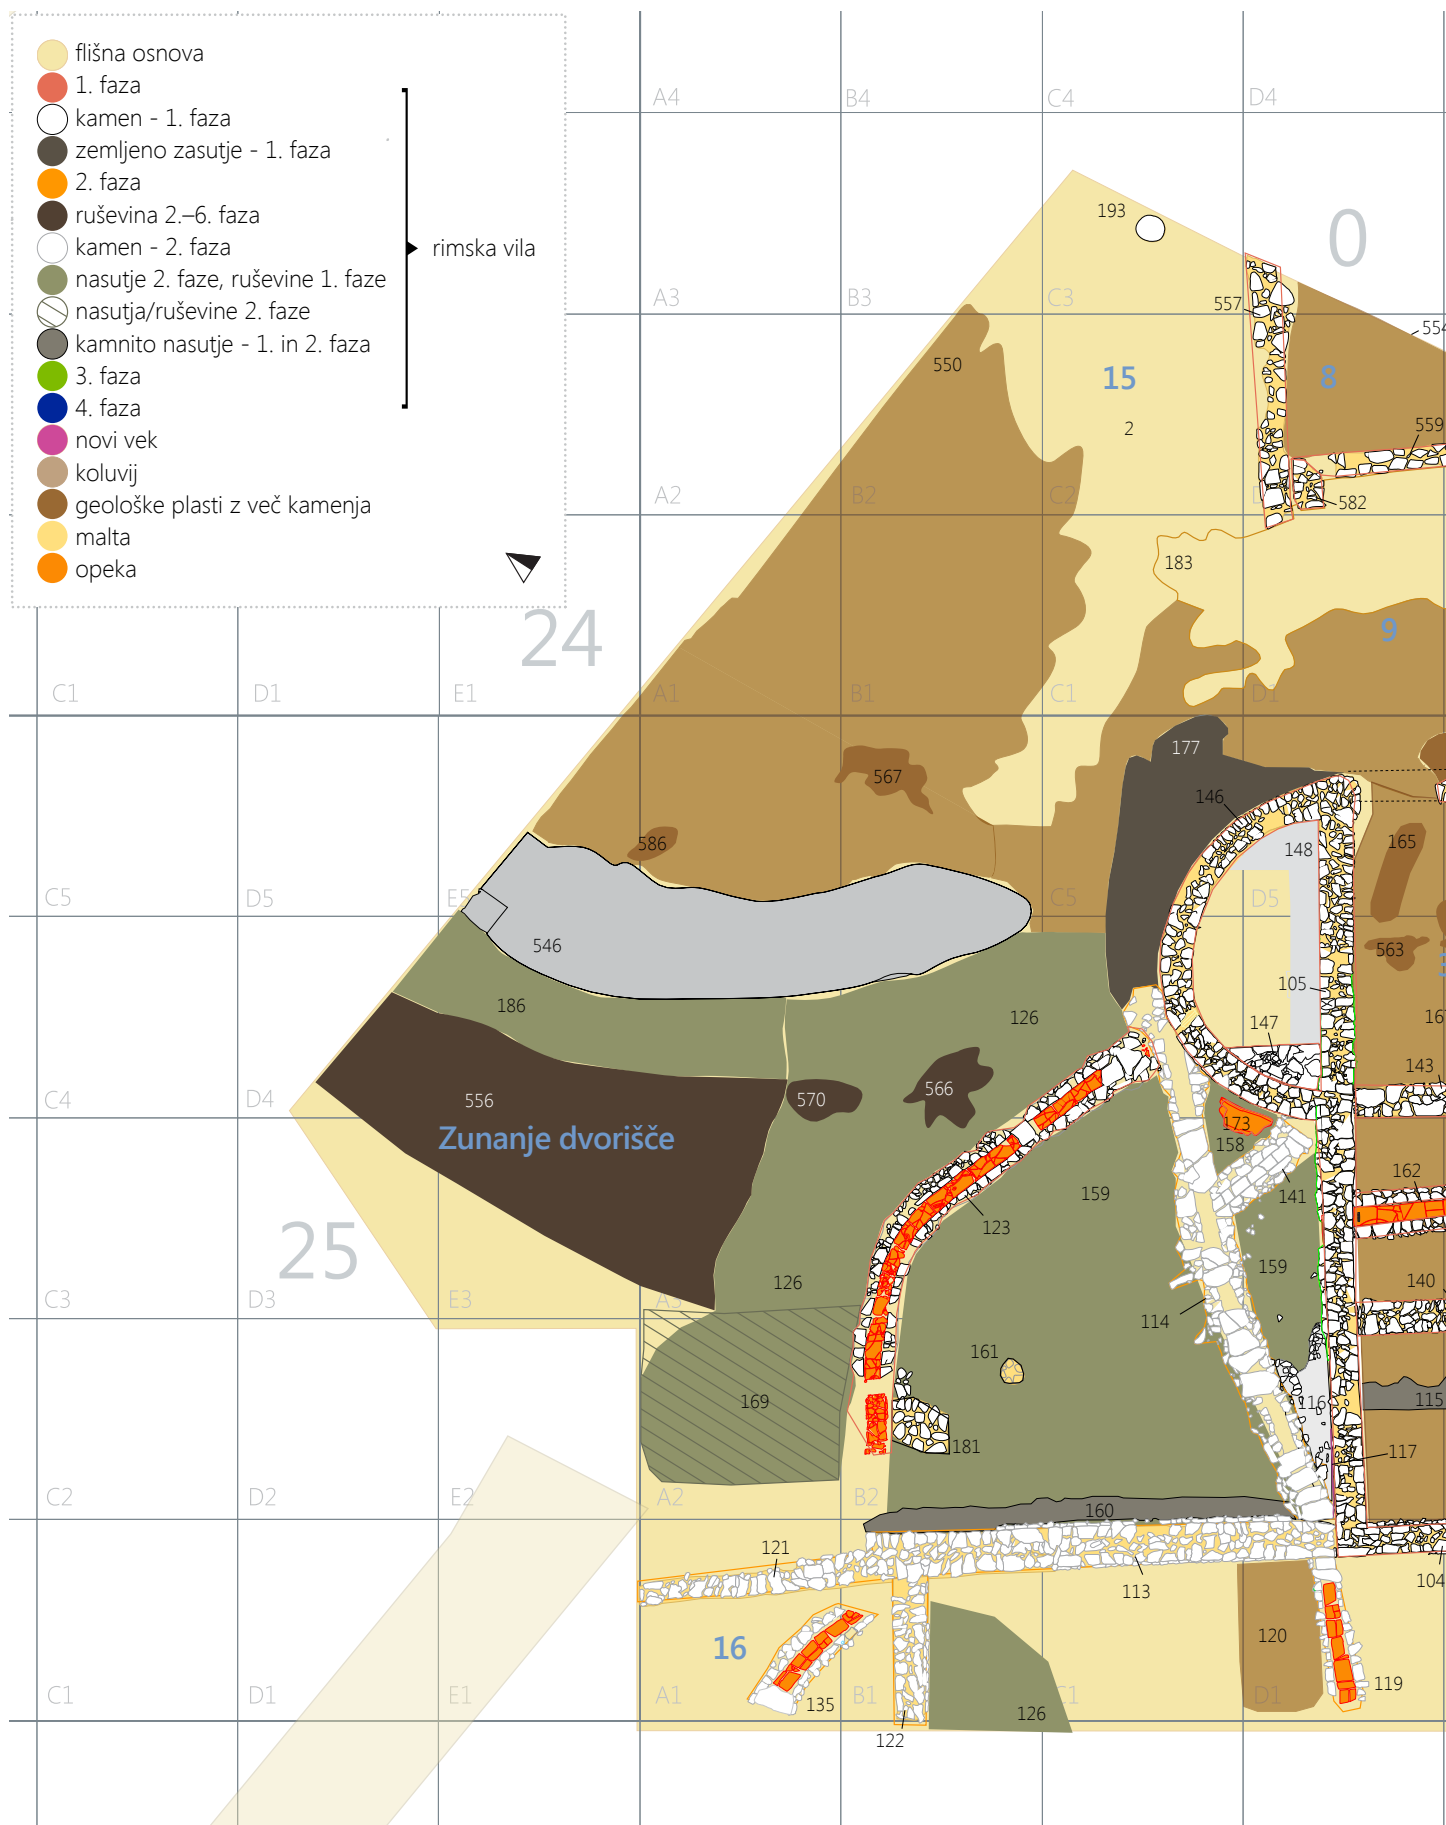 flišna osnova
1. faza
kamen - 1. faza
zemljeno zasutje - 1. faza
2. faza
ruševina 2.–6. faza
kamen - 2. faza
rimska vila
nasutje 2. faze, ruševine 1. faze
nasutja/ruševine 2. faze
kamnito nasutje - 1. in 2. faza
3. faza
4. faza
novi vek
koluvij
geološke plasti z več kamenja
malta
opeka
A4 B4 C4 D4
193
0
A3 B3 C3
557
554
550
15
8
2
559
A2 B2 C2
582
183
24
9
C1 D1 E1 A1 B1 C1 D1
177
567
146
586
148
165
C5 D5 E5 C5 D5
546
563
105
186
126
147
167
143
C4 D4
556
570
566
173
Zunanje dvorišče
158
162
159
141
123
25
159
126
140
C3 D3 E3 A3
114
161
169
116
115
181
117
C2 D2 E2 A2 B2
160
121
113
104
16
120
C1 D1 E1 A1 B1 C1 D1
135
126
119
122